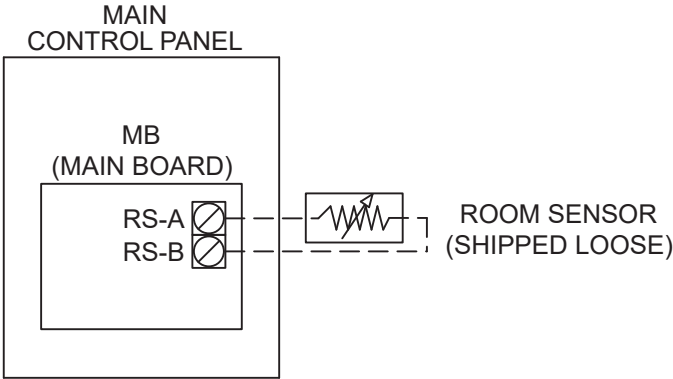 MAIN
CONTROL PANEL
MB
(MAIN BOARD)
RS-A
RS-B
ROOM SENSOR
(SHIPPED LOOSE)